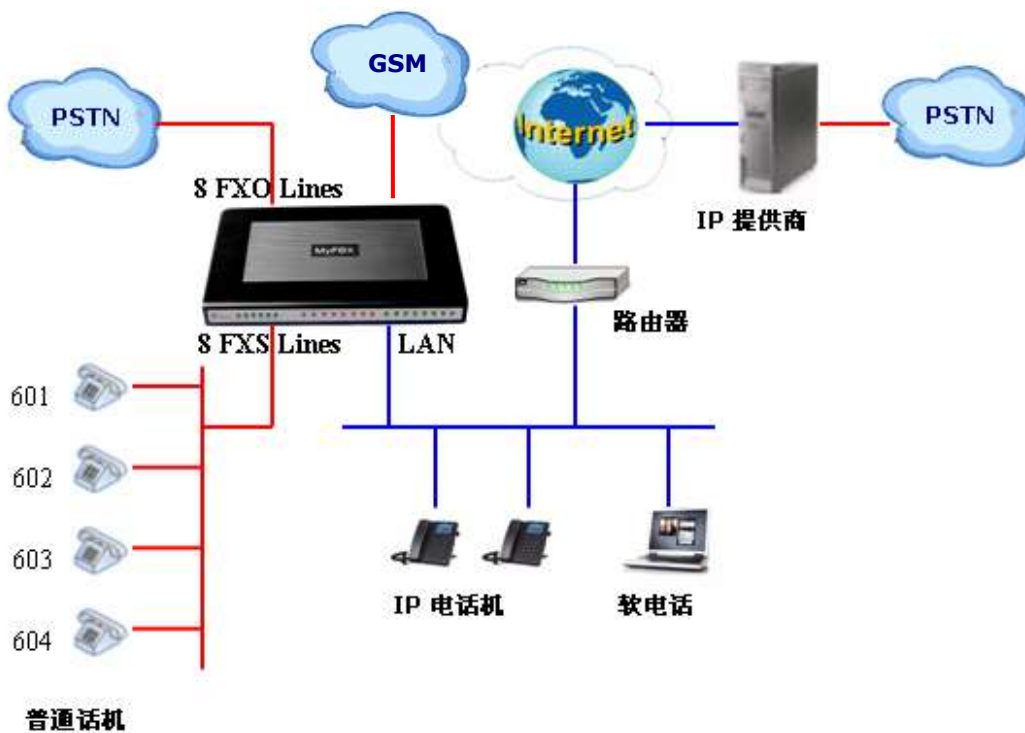 GSM
PSTN
Internet
PSTN
8 FXO Lines
IP 提供商
MyPBX
路由器
8 FXS Lines
LAN
601
602
603
IP 电话机
软电话
604
普通话机